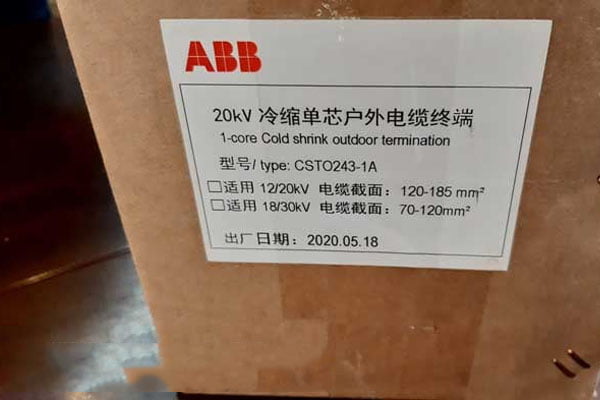 ABB
20kV 冷缩单芯户外电缆终端
1-core Cold shrink outdoor termination
型号/ type: CSTO243-1A
□适用 12/20kV 电缆截面：120-185 mm²
□适用 18/30kV 电缆截面：70-120mm²
出厂日期：2020.05.18